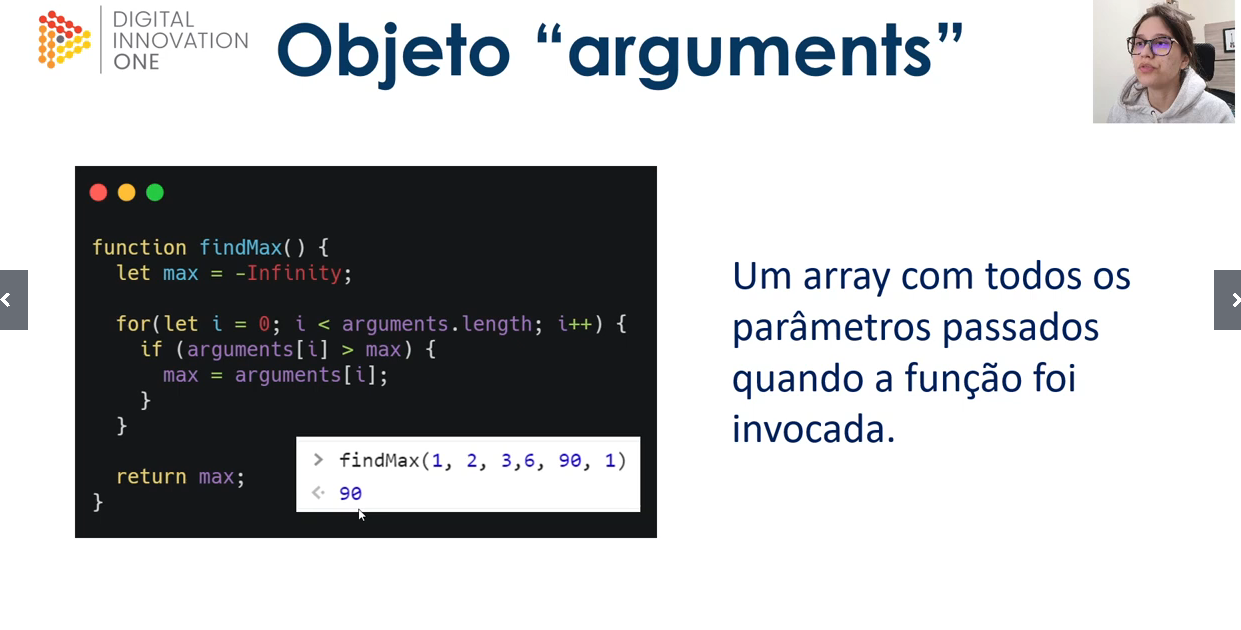 DIGITAL
INNOVATION
ONE
Objeto “arguments”
function findMax() {
let max = -Infinity;
for(let i = 0; i < arguments.length; i++) {
if (arguments[i] > max) {
max = arguments[i];
}
}
return max;
}
> findMax(1, 2, 3,6, 90, 1)
90
Um array com todos os
parâmetros passados
quando a função foi
invocada.